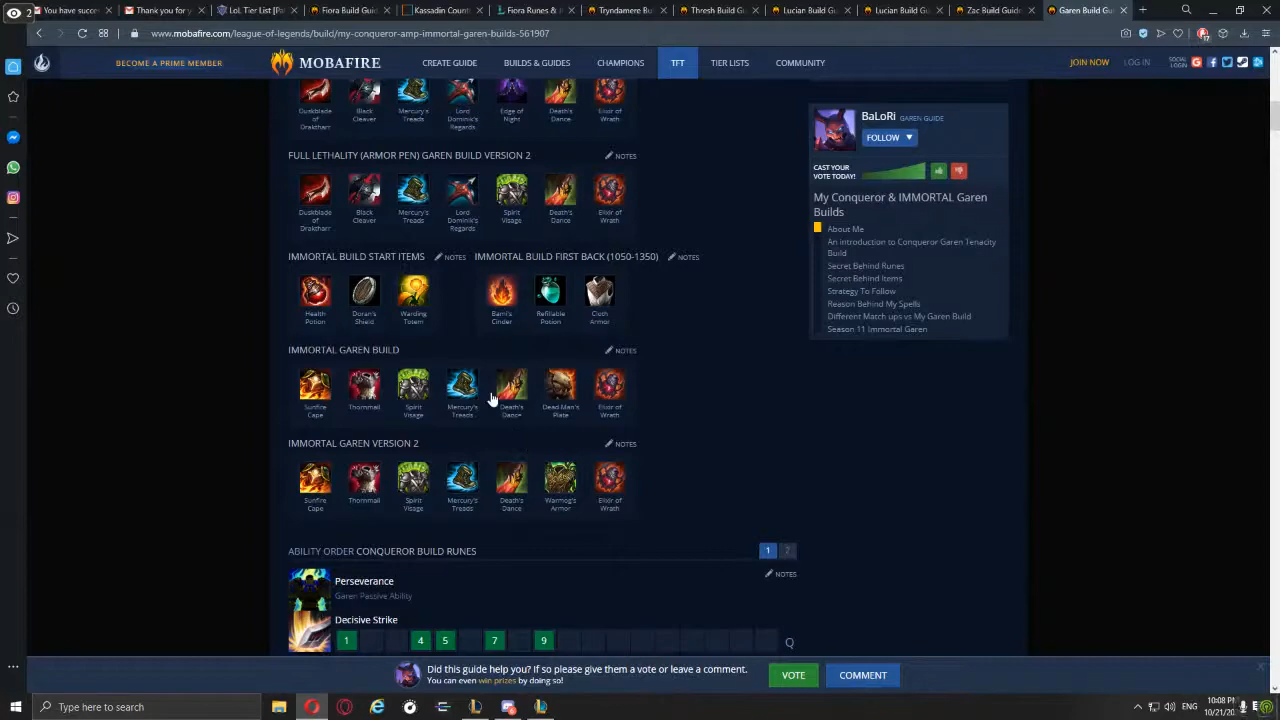 You have succes
Thank you for y
LoL Tier List [Pa
Fiora Build Guid
Kassadin Count
Fiora Runes & I
Tryndamere Bu
Thresh Build Gu
Lucian Build Gu
Lucian Build Gu
Zac Build Guide
Garen Build Gu
www.mobafire.com/league-of-legends/build/my-conqueror-amp-immortal-garen-builds-561907
17
BECOME A PRIME MEMBER
MOBAFIRE
CREATE GUIDE
BUILDS & GUIDES
CHAMPIONS
TFT
TIER LISTS
COMMUNITY
JOIN NOW
LOG IN
SOCIAL
LOGIN
Duskblade of Draktharr
Black Cleaver
Mercury's Treads
Lord Dominik's Regards
Edge of Night
Death's Dance
Elixir of Wrath
FULL LETHALITY (ARMOR PEN) GAREN BUILD VERSION 2
NOTES
Duskblade of Draktharr
Black Cleaver
Mercury's Treads
Lord Dominik's Regards
Spirit Visage
Death's Dance
Elixir of Wrath
IMMORTAL BUILD START ITEMS
NOTES
IMMORTAL BUILD FIRST BACK (1050-1350)
NOTES
Health Potion
Doran's Shield
Warding Totem
Bami's Cinder
Refillable Potion
Cloth Armor
IMMORTAL GAREN BUILD
NOTES
Sunfire Cape
Thornmail
Spirit Visage
Mercury's Treads
Death's Dance
Dead Man's Plate
Elixir of Wrath
IMMORTAL GAREN VERSION 2
NOTES
Sunfire Cape
Thornmail
Spirit Visage
Mercury's Treads
Death's Dance
Warmog's Armor
Elixir of Wrath
ABILITY ORDER CONQUEROR BUILD RUNES
1 2
NOTES
Perseverance
Garen Passive Ability
Decisive Strike
1 4 5 7 9 Q
BaLoRi GAREN GUIDE
FOLLOW
CAST YOUR
VOTE TODAY!
My Conqueror & IMMORTAL Garen
Builds
About Me
An introduction to Conqueror Garen Tenacity
Build
Secret Behind Runes
Secret Behind Items
Strategy To Follow
Reason Behind My Spells
Different Match ups vs My Garen Build
Season 11 Immortal Garen
Did this guide help you? If so please give them a vote or leave a comment.
You can even win prizes by doing so!
VOTE
COMMENT
Type here to search
ENG
10:08 PM
10/21/20